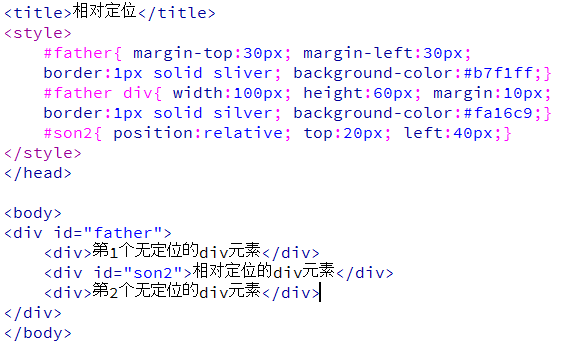 <title>相对定位</title>
<style>
#father{ margin-top:30px; margin-left:30px;
border:1px solid sliver; background-color:#b7f1ff;}
#father div{ width:100px; height:60px; margin:10px;
border:1px solid silver; background-color:#fa16c9;}
#son2{ position:relative; top:20px; left:40px;}
</style>
</head>
<body>
<div id="father">
<div>第1个无定位的div元素</div>
<div id="son2">相对定位的div元素</div>
<div>第2个无定位的div元素</div>
</div>
</body>